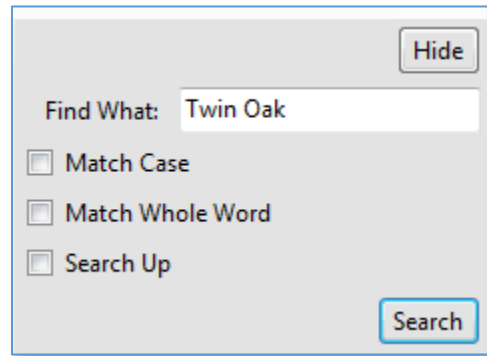 Hide
Find What: Twin Oak
Match Case
Match Whole Word
Search Up
Search